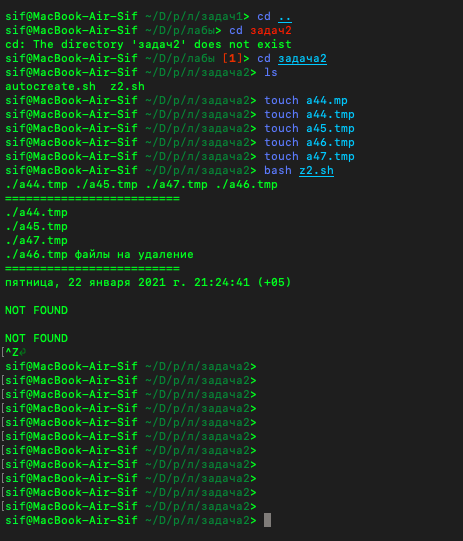 sif@MacBook-Air-Sif ~/D/p/л/задач1> cd ..
sif@MacBook-Air-Sif ~/D/p/лабы> cd задач2
cd: The directory 'задач2' does not exist
sif@MacBook-Air-Sif ~/D/p/лабы [1]> cd задача2
sif@MacBook-Air-Sif ~/D/p/л/задача2> ls
autocreate.sh z2.sh
sif@MacBook-Air-Sif ~/D/p/л/задача2> touch a44.mp
sif@MacBook-Air-Sif ~/D/p/л/задача2> touch a44.tmp
sif@MacBook-Air-Sif ~/D/p/л/задача2> touch a45.tmp
sif@MacBook-Air-Sif ~/D/p/л/задача2> touch a46.tmp
sif@MacBook-Air-Sif ~/D/p/л/задача2> touch a47.tmp
sif@MacBook-Air-Sif ~/D/p/л/задача2> bash z2.sh
./a44.tmp ./a45.tmp ./a47.tmp ./a46.tmp
=========================
./a44.tmp
./a45.tmp
./a47.tmp
./a46.tmp файлы на удаление
=========================
пятница, 22 января 2021 г. 21:24:41 (+05)
NOT FOUND
NOT FOUND
[^Z⏎
sif@MacBook-Air-Sif ~/D/p/л/задача2>
[sif@MacBook-Air-Sif ~/D/p/л/задача2>
[sif@MacBook-Air-Sif ~/D/p/л/задача2>
[sif@MacBook-Air-Sif ~/D/p/л/задача2>
[sif@MacBook-Air-Sif ~/D/p/л/задача2>
[sif@MacBook-Air-Sif ~/D/p/л/задача2>
[sif@MacBook-Air-Sif ~/D/p/л/задача2>
[sif@MacBook-Air-Sif ~/D/p/л/задача2>
[sif@MacBook-Air-Sif ~/D/p/л/задача2>
[sif@MacBook-Air-Sif ~/D/p/л/задача2>
[sif@MacBook-Air-Sif ~/D/p/л/задача2>
sif@MacBook-Air-Sif ~/D/p/л/задача2>